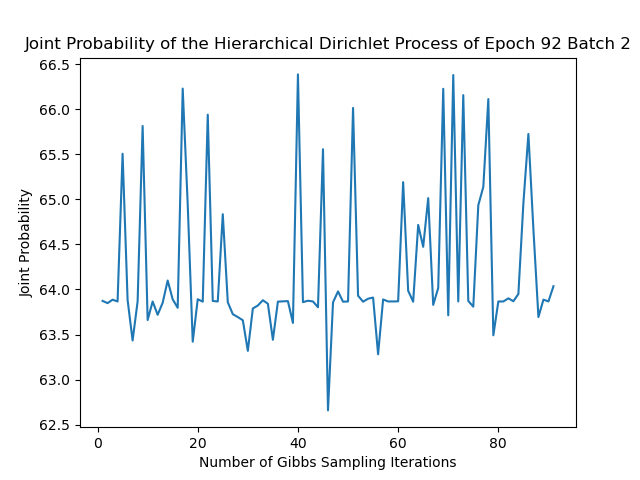 Joint Probability of the Hierarchical Dirichlet Process of Epoch 92 Batch 2
66.5
66.0
65.5
65.0
64.5
64.0
63.5
63.0
62.5
Joint Probability
0 20 40 60 80
Number of Gibbs Sampling Iterations